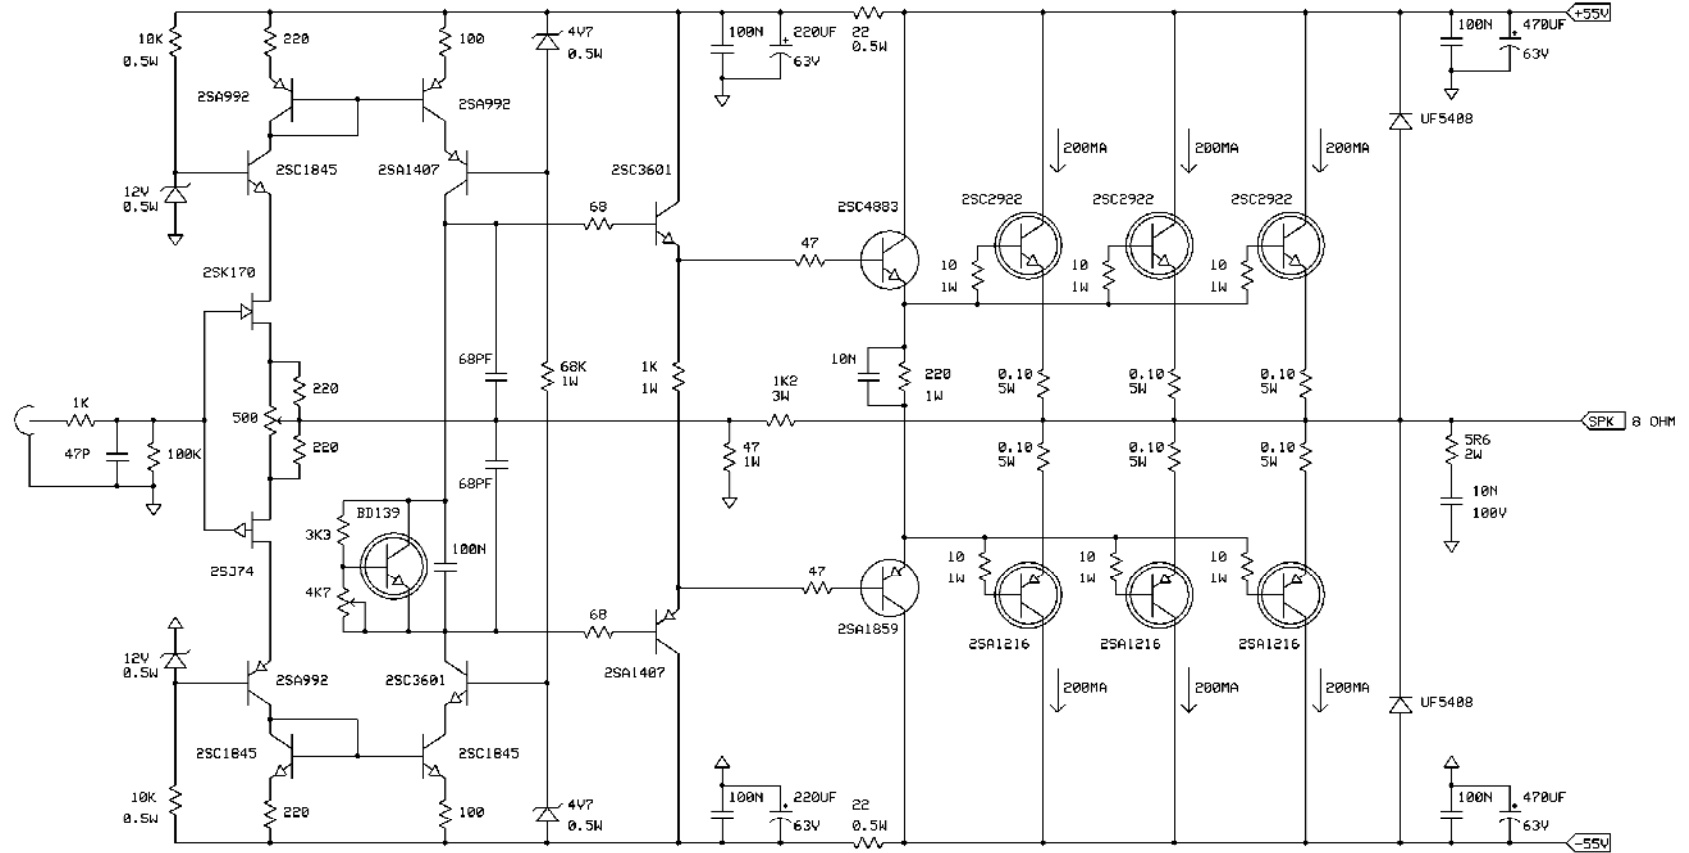 10K
0.5W
220
100
4V7
0.5W
100N
220UF
63V
22
0.5W
+55V
100N
470UF
63V
2SA992
2SA992
UF5408
2SC1845
2SA1407
2SC3601
200MA
200MA
200MA
12V
0.5W
68
2SC4883
2SC2922
2SC2922
2SC2922
47
2SK170
10
1W
10
1W
10
1W
68PF
68K
1W
1K
1W
10N
220
1W
0.10
5W
0.10
5W
0.10
5W
220
1K2
3W
1K
500
SPK
8 OHM
47P
100K
220
68PF
47
1W
0.10
5W
0.10
5W
0.10
5W
5R6
2W
10N
100V
BD139
3K3
100N
2SJ74
4K7
47
10
1W
10
1W
10
1W
68
2SA1859
2SA1216
2SA1216
2SA1216
12V
0.5W
2SA992
2SC3601
2SA1407
200MA
200MA
200MA
UF5408
2SC1845
2SC1845
10K
0.5W
220
100
4V7
0.5W
100N
220UF
63V
22
0.5W
100N
470UF
63V
-55V